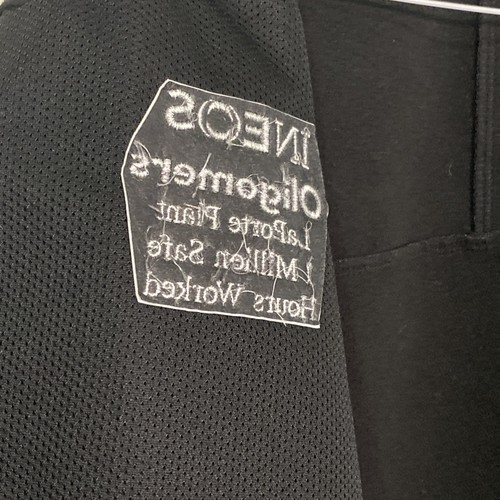 INEOS
Oligomers
LaPorte Plant
1 Million Safe
Hours Worked